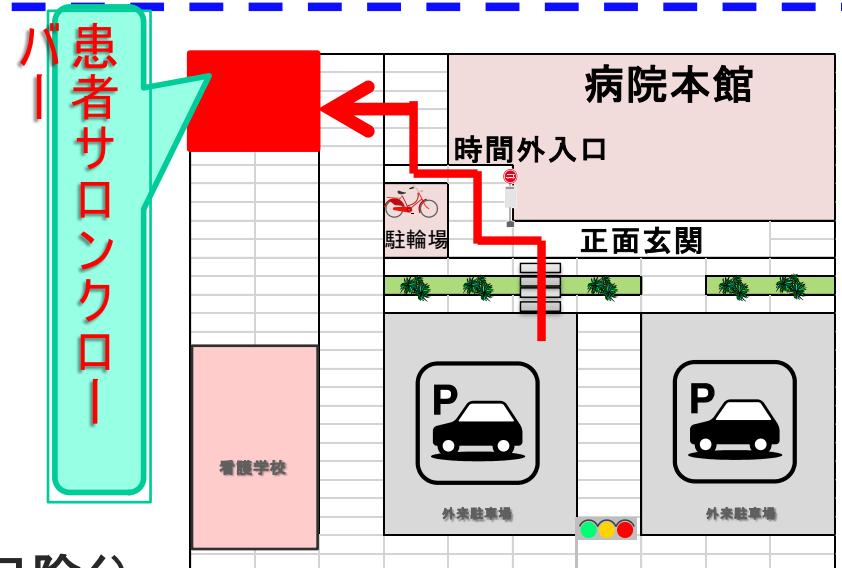 患者サロンクロー
バー
病院本館
時間外入口
駐輪場
正面玄関
P
P
看護学校
外来駐車場
外来駐車場